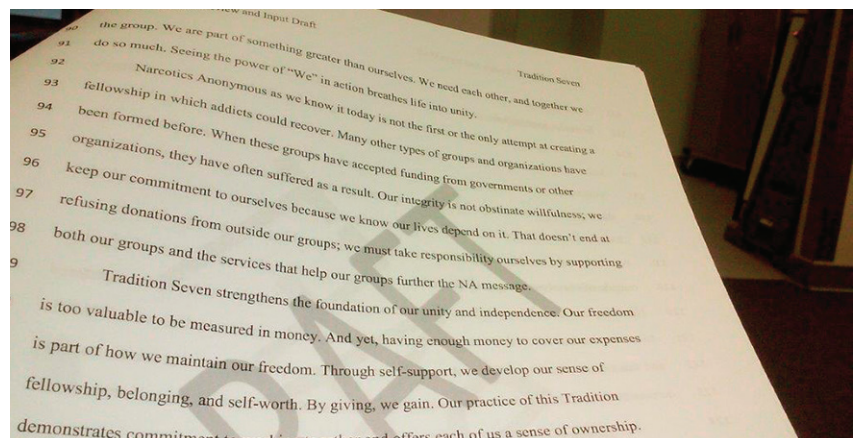 and Input Draft
Tradition Seven
90 the group. We are part of something greater than ourselves. We need each other, and together we
91 do so much. Seeing the power of “We” in action breathes life into unity.
92 Narcotics Anonymous as we know it today is not the first or the only attempt at creating a
93 fellowship in which addicts could recover. Many other types of groups and organizations have
94 been formed before. When these groups have accepted funding from governments or other
95 organizations, they have often suffered as a result. Our integrity is not obstinate willfulness; we
96 keep our commitment to ourselves because we know our lives depend on it. That doesn’t end at
97 refusing donations from outside our groups; we must take responsibility ourselves by supporting
98 both our groups and the services that help our groups further the NA message.
9 Tradition Seven strengthens the foundation of our unity and independence. Our freedom
is too valuable to be measured in money. And yet, having enough money to cover our expenses
is part of how we maintain our freedom. Through self-support, we develop our sense of
fellowship, belonging, and self-worth. By giving, we gain. Our practice of this Tradition
demonstrates and offers each of us a sense of ownership.
DRAFT